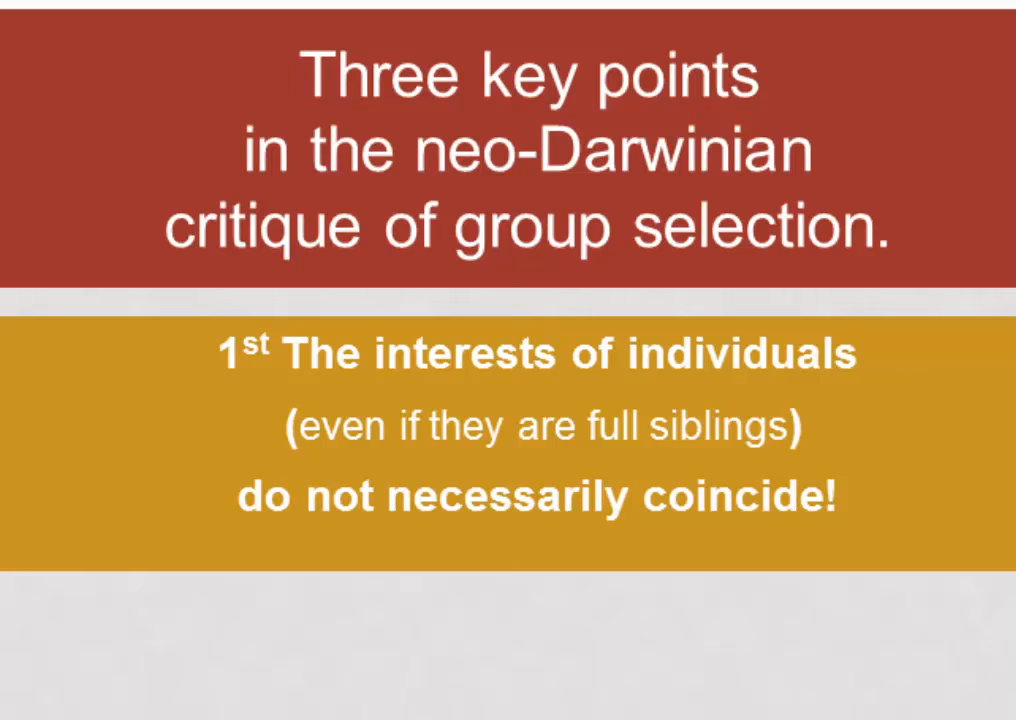 Three key points
in the neo-Darwinian
critique of group selection.
1st The interests of individuals
(even if they are full siblings)
do not necessarily coincide!